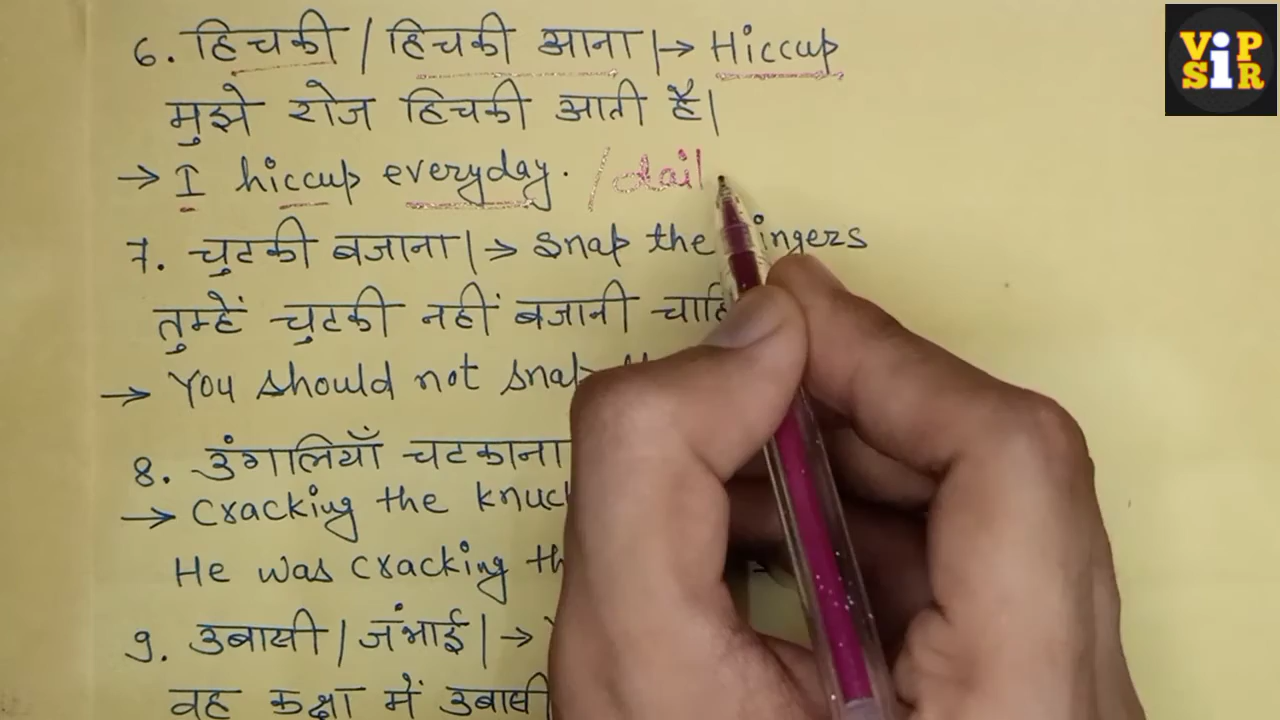 ViP
SiR
6. हिचकी / हिचकी आना | → Hiccup
मुझे रोज हिचकी आती है|
→ I hiccup everyday. / dail
7. चुटकी बजाना | → Snap the ingers
तुम्हें चुटकी नहीं बजानी चाहि
→ You should not snap
8. उंगलियाँ चटकाना
→ Cracking the knuc
He was cracking th
9. उबासी | जंभाई | →
वह कक्षा में उबासी